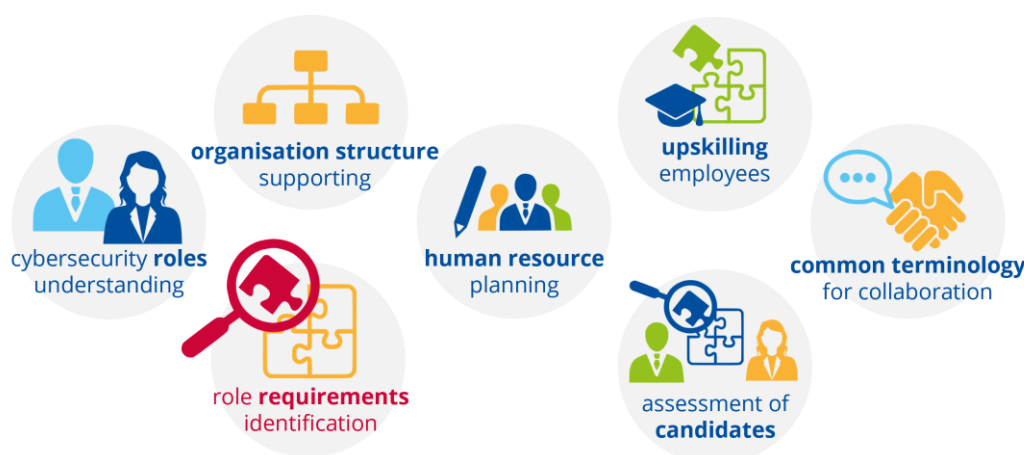 cybersecurity roles
understanding
organisation structure
supporting
role requirements
identification
human resource
planning
upskilling
employees
assessment of
candidates
common terminology
for collaboration